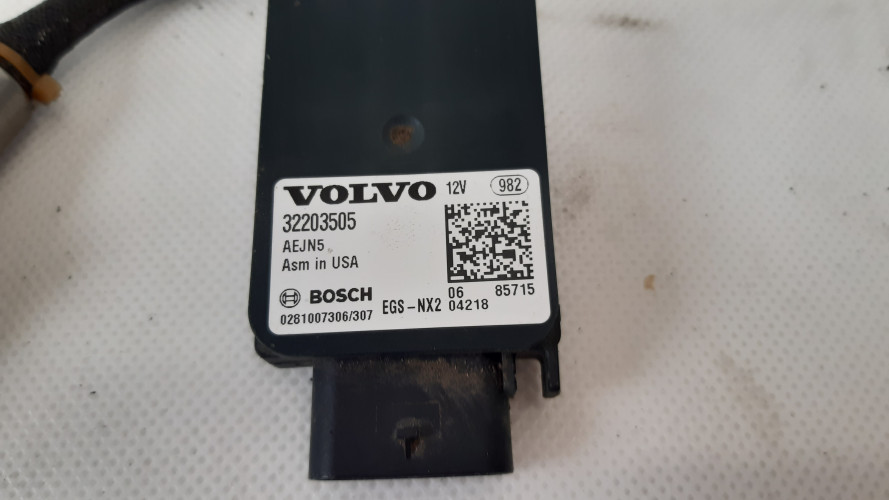 VOLVO 12V 982
32203505
AEJN5
Asm in USA
BOSCH EGS-NX2 06 85715
0281007306/307 04218